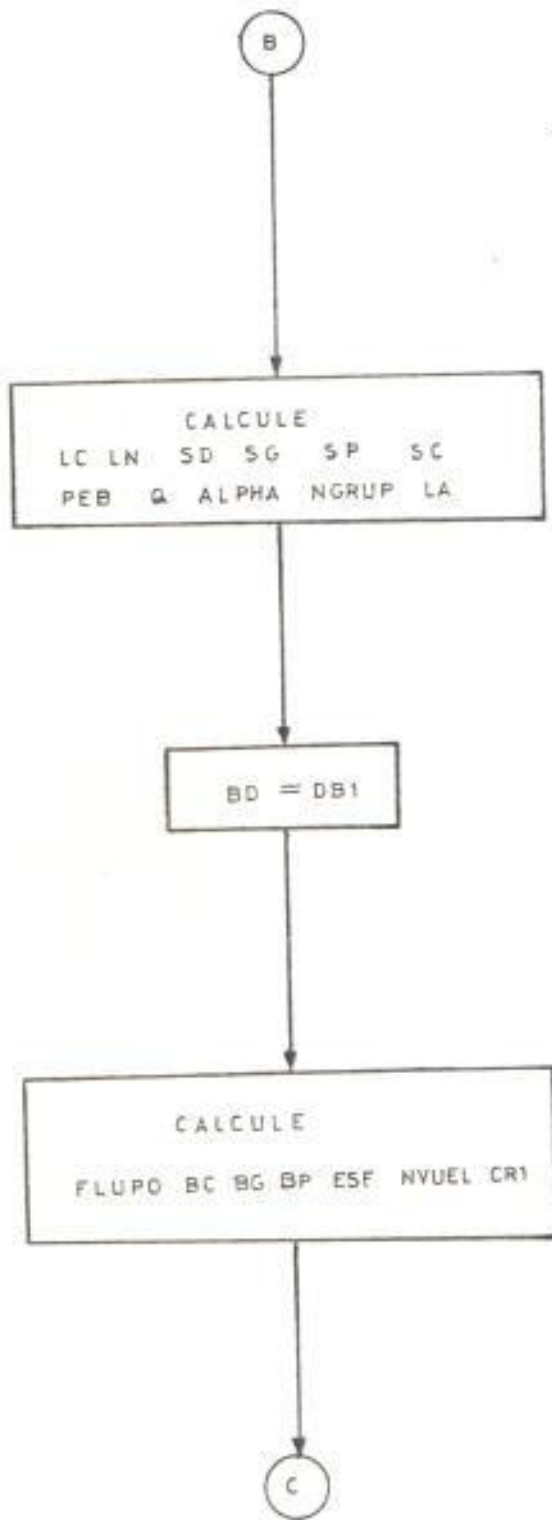 B
CALCULE
LC LN SD SG SP SC
PEB Q ALPHA NGRUP LA
BD = DB1
CALCULE
FLUPO BC BG BP ESF NVUEL CR1
C